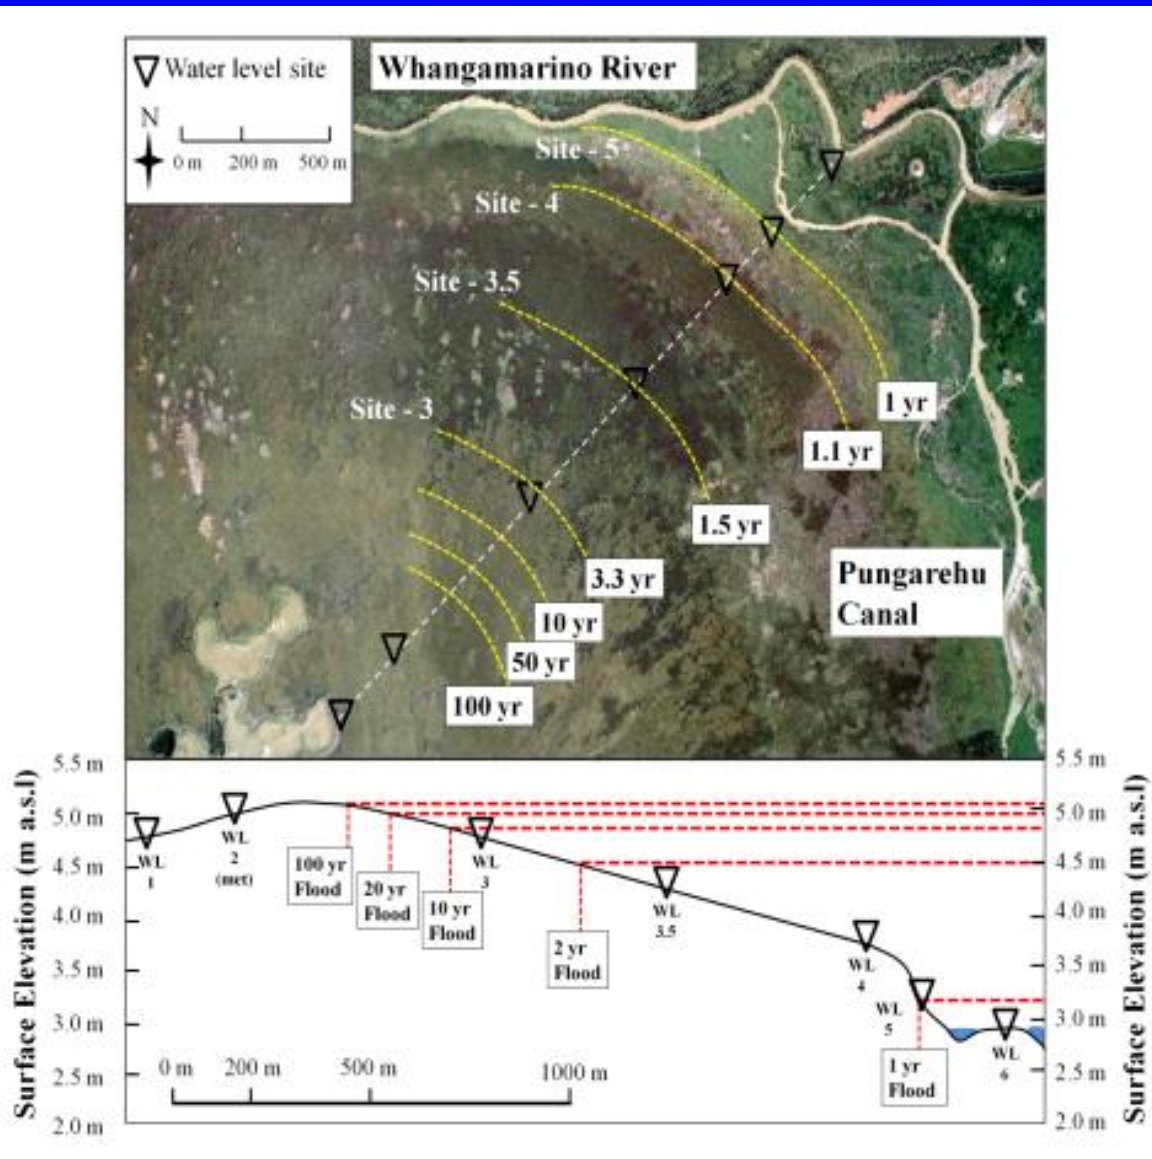 Water level site
N
0 m 200 m 500 m
Whangamarino River
Site - 5
Site - 4
Site - 3.5
Site - 3
1 yr
1.1 yr
1.5 yr
3.3 yr
10 yr
50 yr
100 yr
Pungarehu
Canal
Surface Elevation (m a.s.l)
5.5 m
5.0 m
4.5 m
4.0 m
3.5 m
3.0 m
2.5 m
2.0 m
WL
1
WL
2
(met)
100 yr
Flood
20 yr
Flood
10 yr
Flood
WL
3
2 yr
Flood
WL
3.5
WL
4
WL
5
1 yr
Flood
WL
6
0 m 200 m 500 m 1000 m
5.5 m
5.0 m
4.5 m
4.0 m
3.5 m
3.0 m
2.5 m
2.0 m
Surface Elevation (m a.s.l)